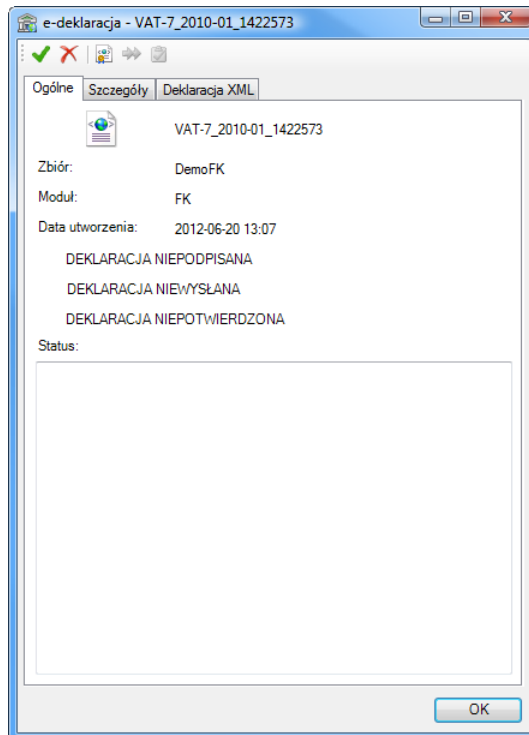 e-deklaracja - VAT-7_2010-01_1422573
Ogólne Szczegóły Deklaracja XML
VAT-7_2010-01_1422573
Zbiór: DemoFK
Moduł: FK
Data utworzenia: 2012-06-20 13:07
DEKLARACJA NIEPODPISANA
DEKLARACJA NIEWYSŁANA
DEKLARACJA NIEPOTWIERDZONA
Status:
OK